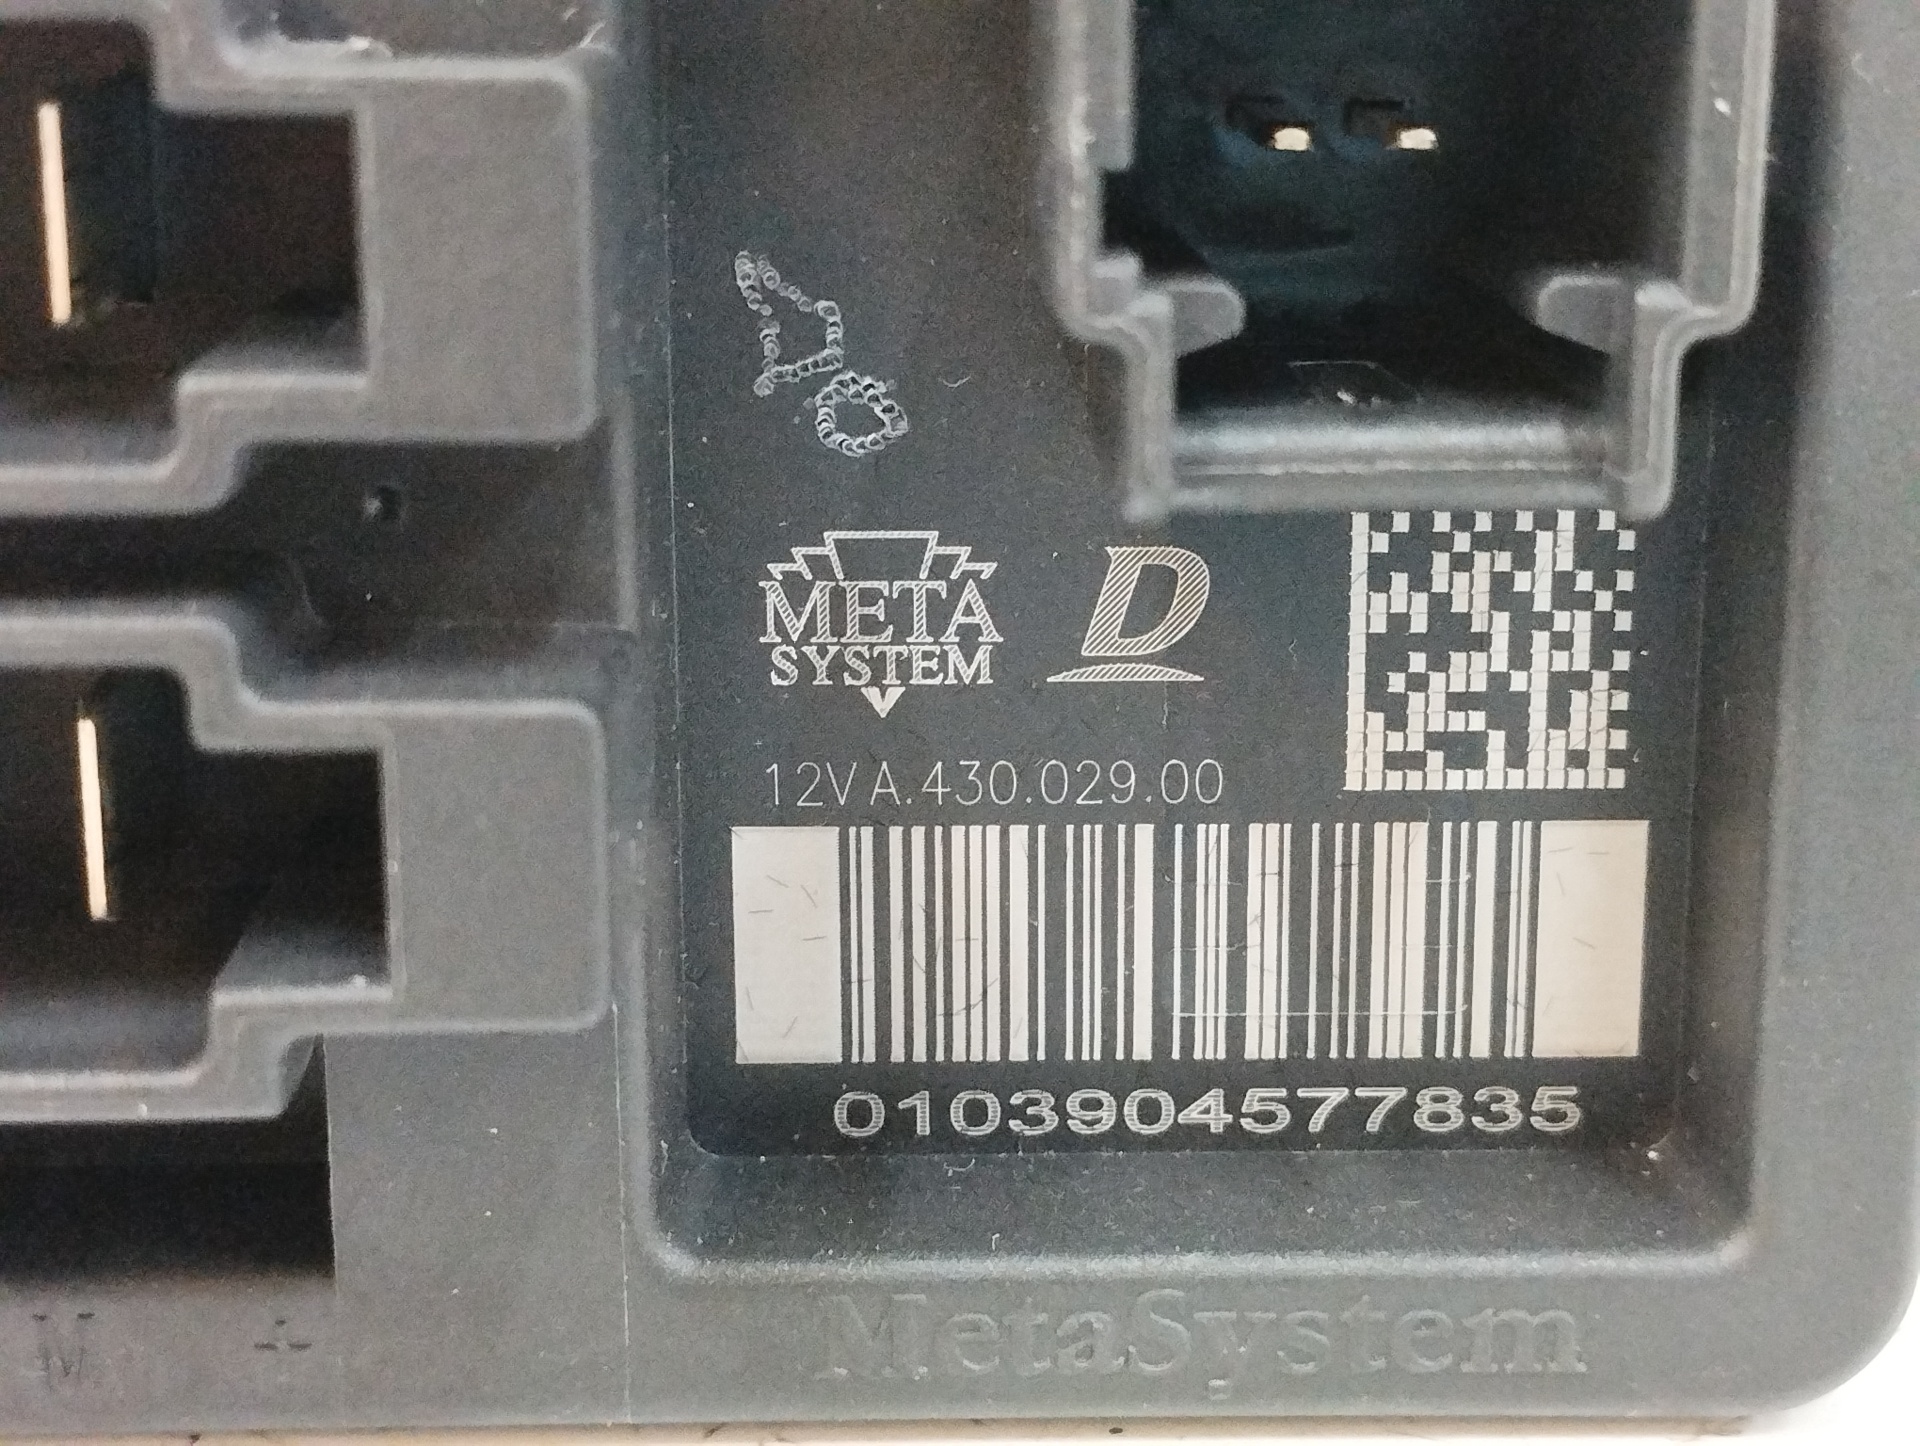 META
SYSTEM
D
12V A.430.029.00
0103904577835
M +
MetaSystem